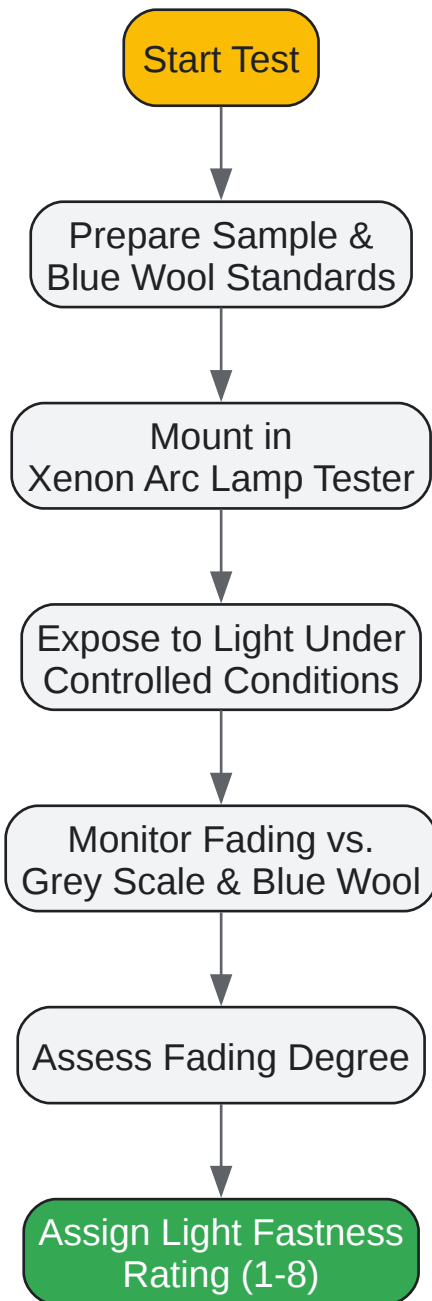 Start Test
Prepare Sample &
Blue Wool Standards
Mount in
Xenon Arc Lamp Tester
Expose to Light Under
Controlled Conditions
Monitor Fading vs.
Grey Scale & Blue Wool
Assess Fading Degree
Assign Light Fastness
Rating (1-8)